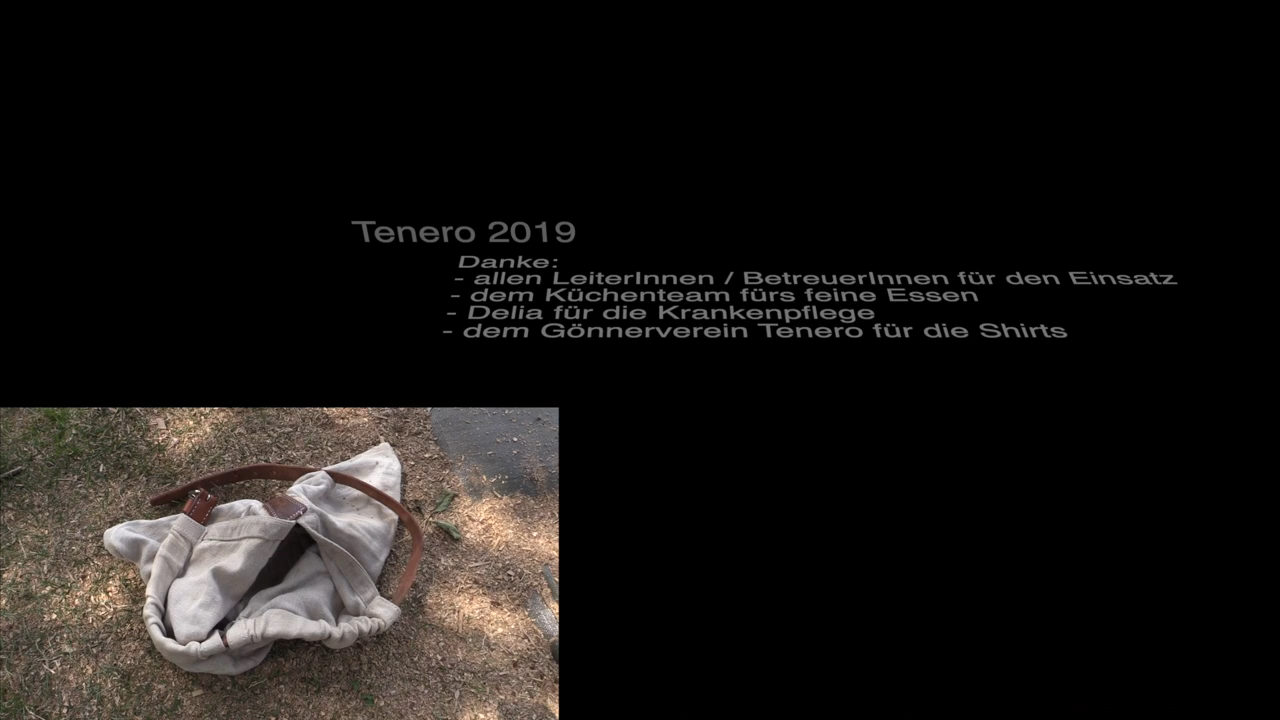 Tenero 2019
Danke:
- allen LeiterInnen / BetreuerInnen für den Einsatz
- dem Küchenteam fürs feine Essen
- Delia für die Krankenpflege
- dem Gönnerverein Tenero für die Shirts